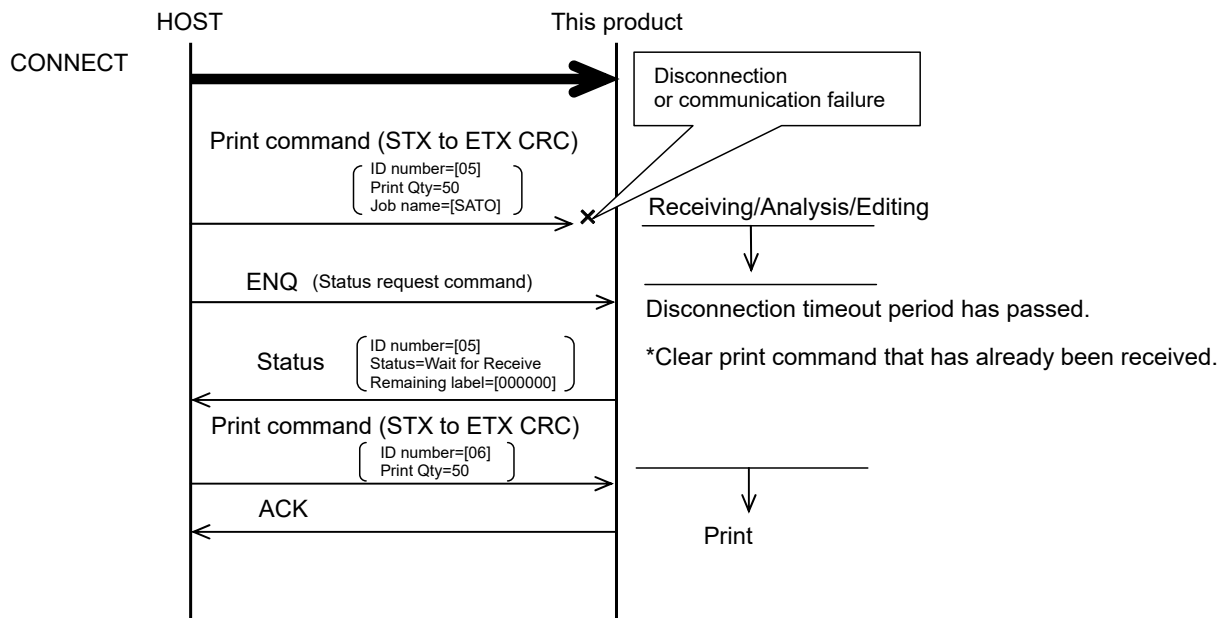 HOST
This product
CONNECT
Disconnection
or communication failure
Print command (STX to ETX CRC)
ID number=[05]
Print Qty=50
Job name=[SATO]
Receiving/Analysis/Editing
ENQ (Status request command)
Disconnection timeout period has passed.
Status
ID number=[05]
Status=Wait for Receive
Remaining label=[000000]
*Clear print command that has already been received.
Print command (STX to ETX CRC)
ID number=[06]
Print Qty=50
ACK
Print